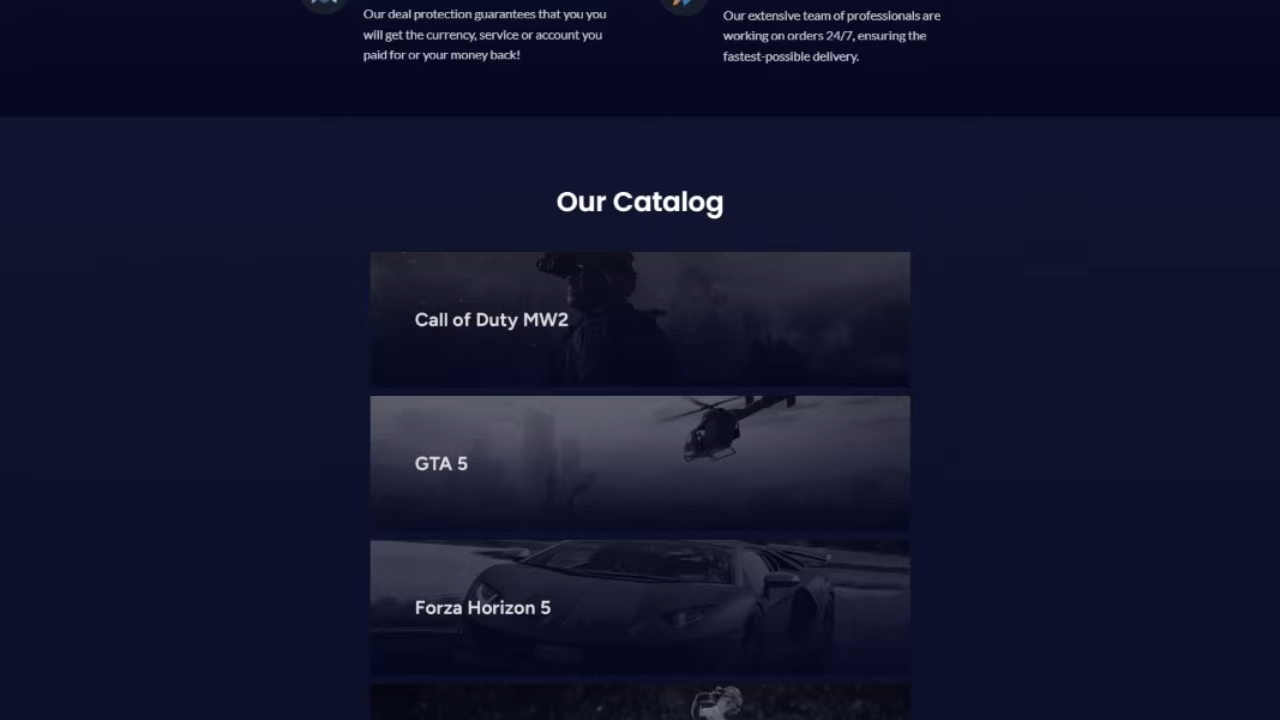 Our deal protection guarantees that you you
will get the currency, service or account you
paid for or your money back!
Our extensive team of professionals are
working on orders 24/7, ensuring the
fastest-possible delivery.
Our Catalog
Call of Duty MW2
GTA 5
Forza Horizon 5